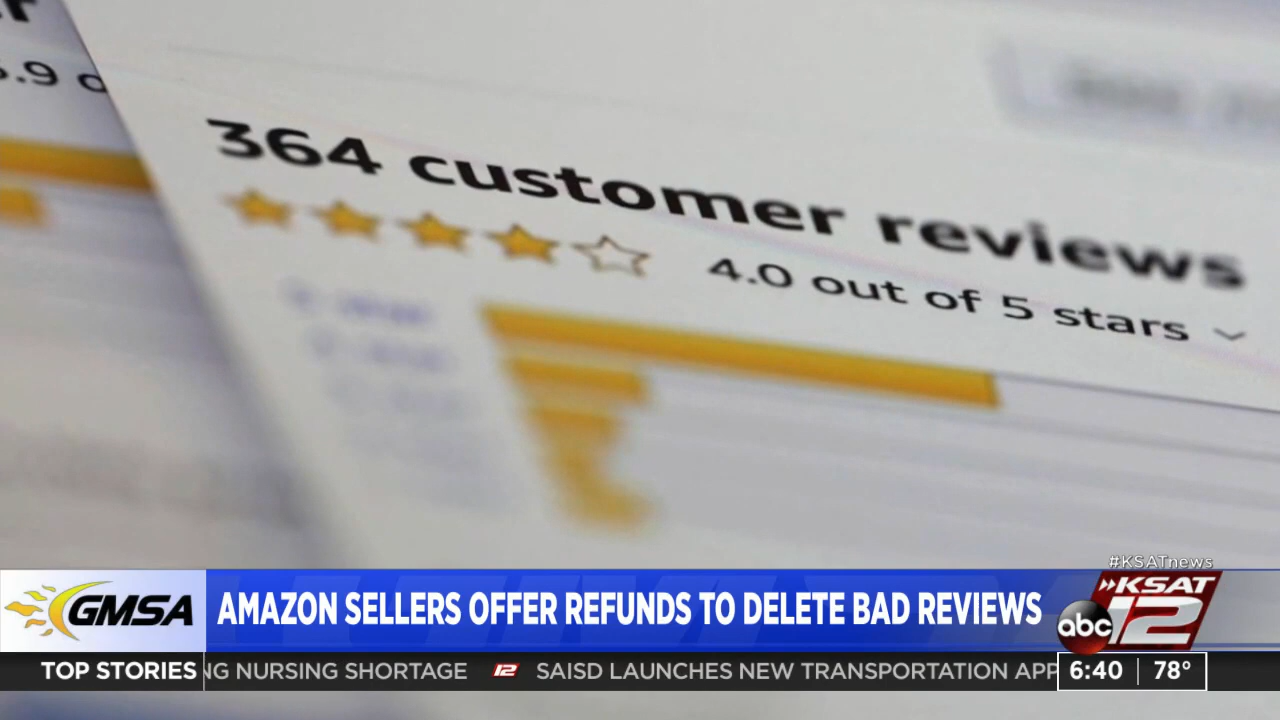 364 customer reviews
4.0 out of 5 stars
#KSATnews
GMSA
AMAZON SELLERS OFFER REFUNDS TO DELETE BAD REVIEWS
abc
KSAT
12
TOP STORIES
NURSING SHORTAGE 12 SAISD LAUNCHES NEW TRANSPORTATION APP
6:40 78°